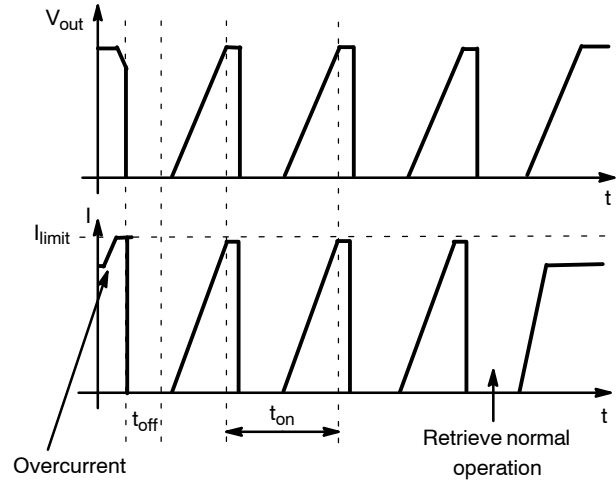 Vout
t
I
Ilimit
t
toff
ton
Overcurrent
Retrieve normal
operation